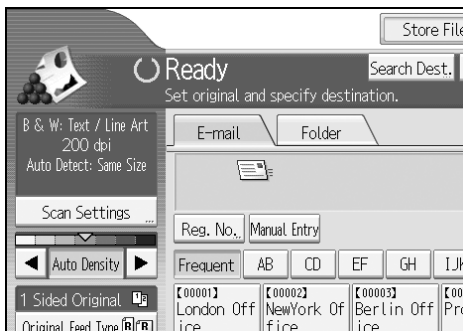 Store File
Ready
Search Dest.
Set original and specify destination.
B & W: Text / Line Art
200 dpi
Auto Detect: Same Size
E-mail
Folder
Scan Settings ...
Reg. No...
Manual Entry
Auto Density
Frequent
AB
CD
EF
GH
IJK
1 Sided Original
【00001】
London Off
ice
【00002】
NewYork Of
fice
【00003】
Berlin Off
ice
Original Feed Type